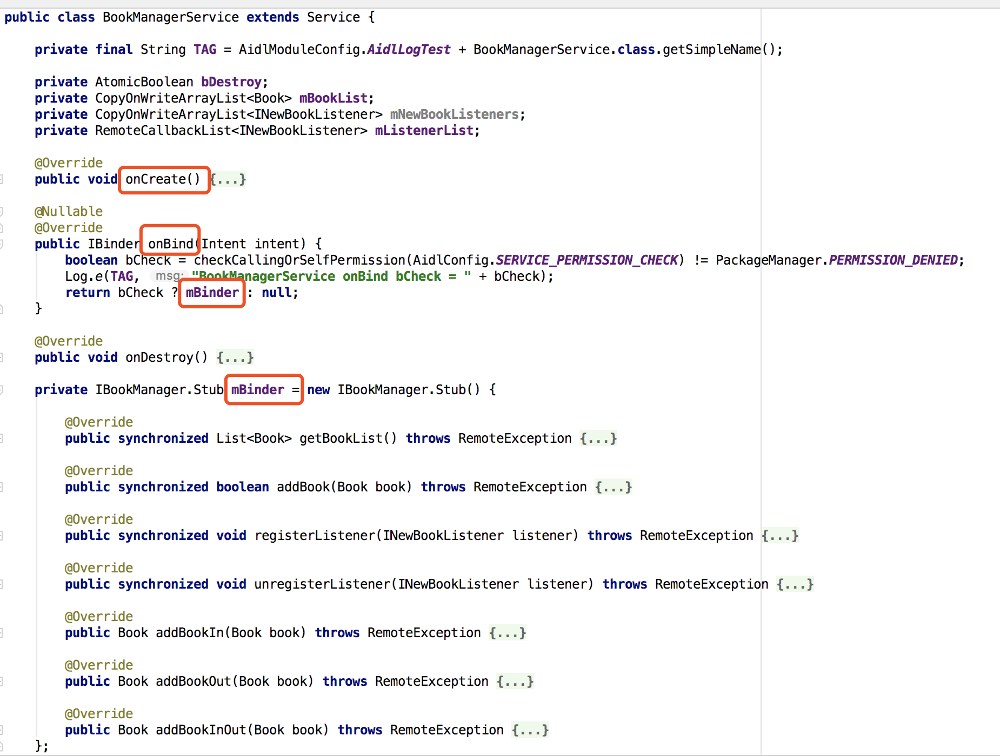 public class BookManagerService extends Service {
private final String TAG = AidlModuleConfig.AidlLogTest + BookManagerService.class.getSimpleName();
private AtomicBoolean bDestroy;
private CopyOnWriteArrayList<Book> mBookList;
private CopyOnWriteArrayList<INewBookListener> mNewBookListeners;
private RemoteCallbackList<INewBookListener> mListenerList;
@Override
public void onCreate() {...}
@Nullable
@Override
public IBinder onBind(Intent intent) {
boolean bCheck = checkCallingOrSelfPermission(AidlConfig.SERVICE_PERMISSION_CHECK) != PackageManager.PERMISSION_DENIED;
Log.e(TAG, msg: "BookManagerService onBind bCheck = " + bCheck);
return bCheck ? mBinder : null;
}
@Override
public void onDestroy() {...}
private IBookManager.Stub mBinder = new IBookManager.Stub() {
@Override
public synchronized List<Book> getBookList() throws RemoteException {...}
@Override
public synchronized boolean addBook(Book book) throws RemoteException {...}
@Override
public synchronized void registerListener(INewBookListener listener) throws RemoteException {...}
@Override
public synchronized void unregisterListener(INewBookListener listener) throws RemoteException {...}
@Override
public Book addBookIn(Book book) throws RemoteException {...}
@Override
public Book addBookOut(Book book) throws RemoteException {...}
@Override
public Book addBookInOut(Book book) throws RemoteException {...}
};